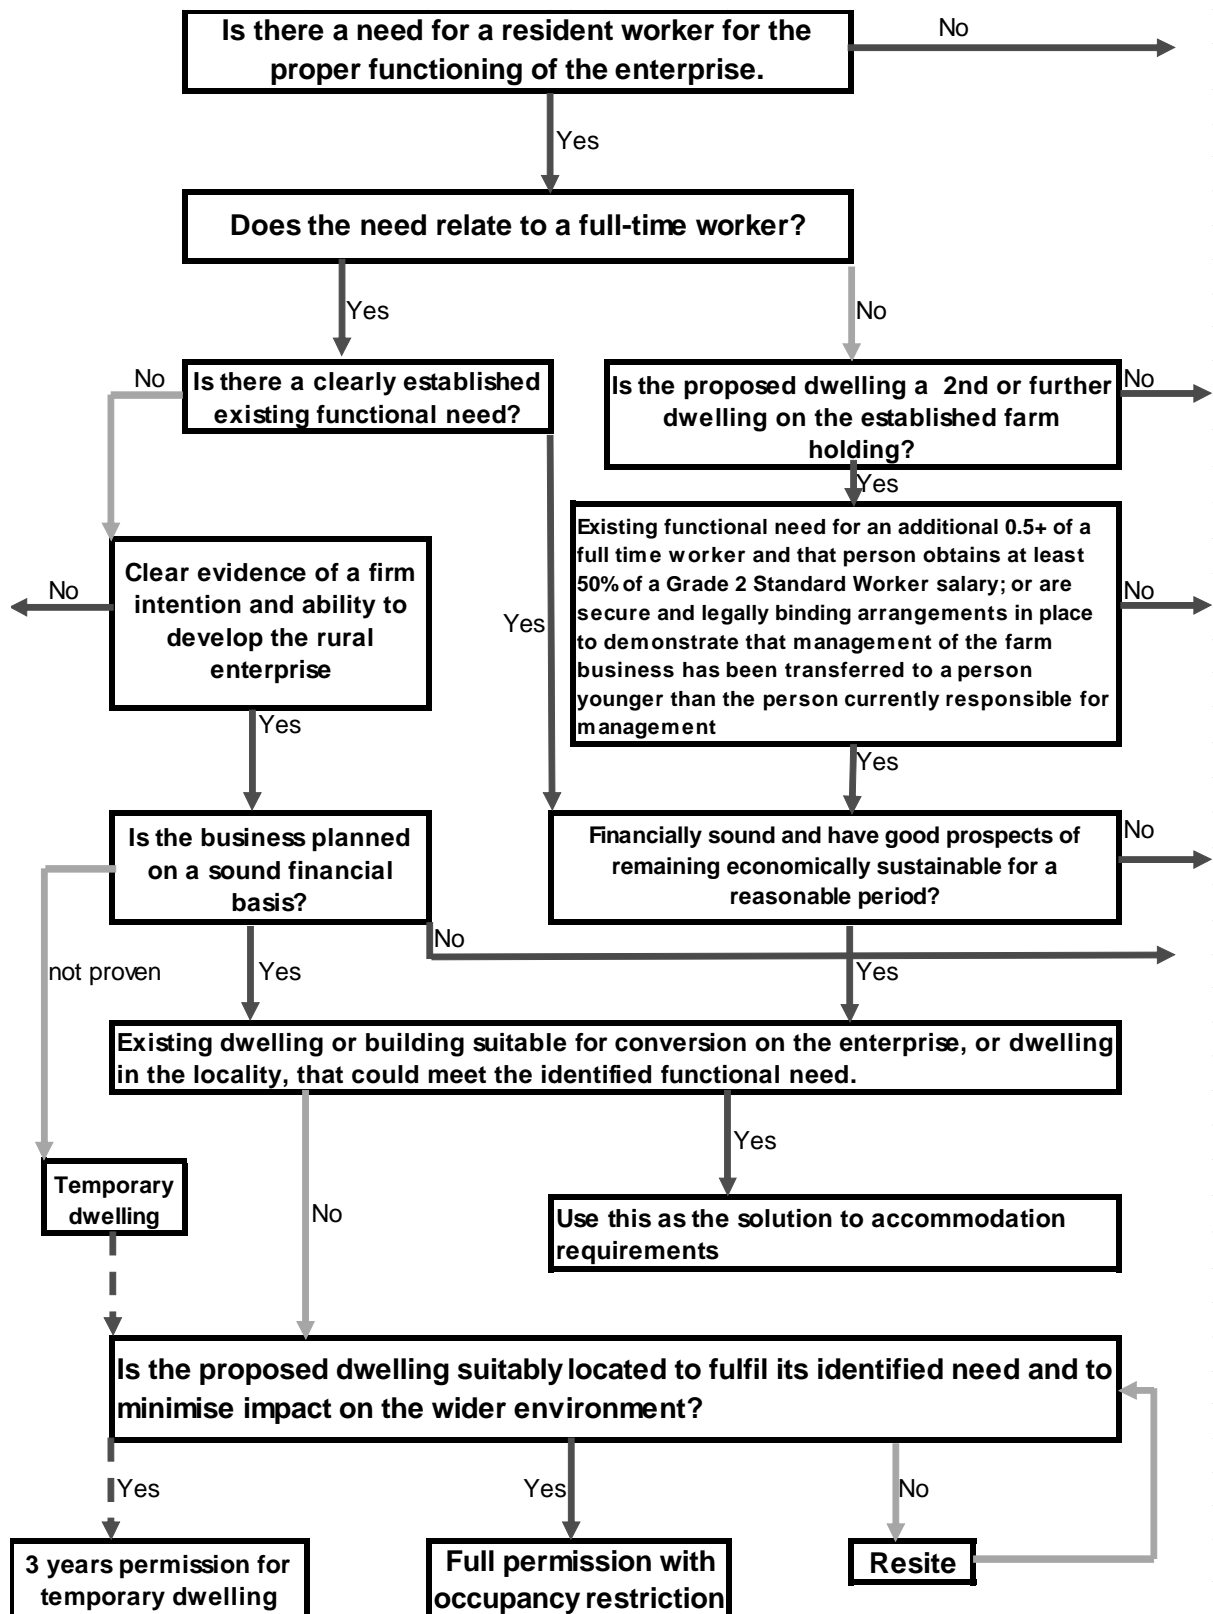 Is there a need for a resident worker for the
proper functioning of the enterprise.
No
Yes
Does the need relate to a full-time worker?
Yes
No
No
Is there a clearly established
existing functional need?
Is the proposed dwelling a 2nd or further
dwelling on the established farm
holding?
No
Yes
Clear evidence of a firm
intention and ability to
develop the rural
enterprise
No
Yes
Existing functional need for an additional 0.5+ of a
full time worker and that person obtains at least
50% of a Grade 2 Standard Worker salary; or are
secure and legally binding arrangements in place
to demonstrate that management of the farm
business has been transferred to a person
younger than the person currently responsible for
management
No
Yes
Yes
Is the business planned
on a sound financial
basis?
Financially sound and have good prospects of
remaining economically sustainable for a
reasonable period?
No
No
not proven
Yes
Yes
Existing dwelling or building suitable for conversion on the enterprise, or dwelling
in the locality, that could meet the identified functional need.
Yes
Temporary
dwelling
No
Use this as the solution to accommodation
requirements
Is the proposed dwelling suitably located to fulfil its identified need and to
minimise impact on the wider environment?
Yes
Yes
No
3 years permission for
temporary dwelling
Full permission with
occupancy restriction
Resite